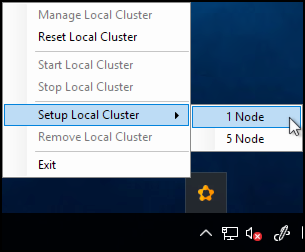 Manage Local Cluster
Reset Local Cluster
Start Local Cluster
Stop Local Cluster
Setup Local Cluster
1 Node
5 Node
Remove Local Cluster
Exit